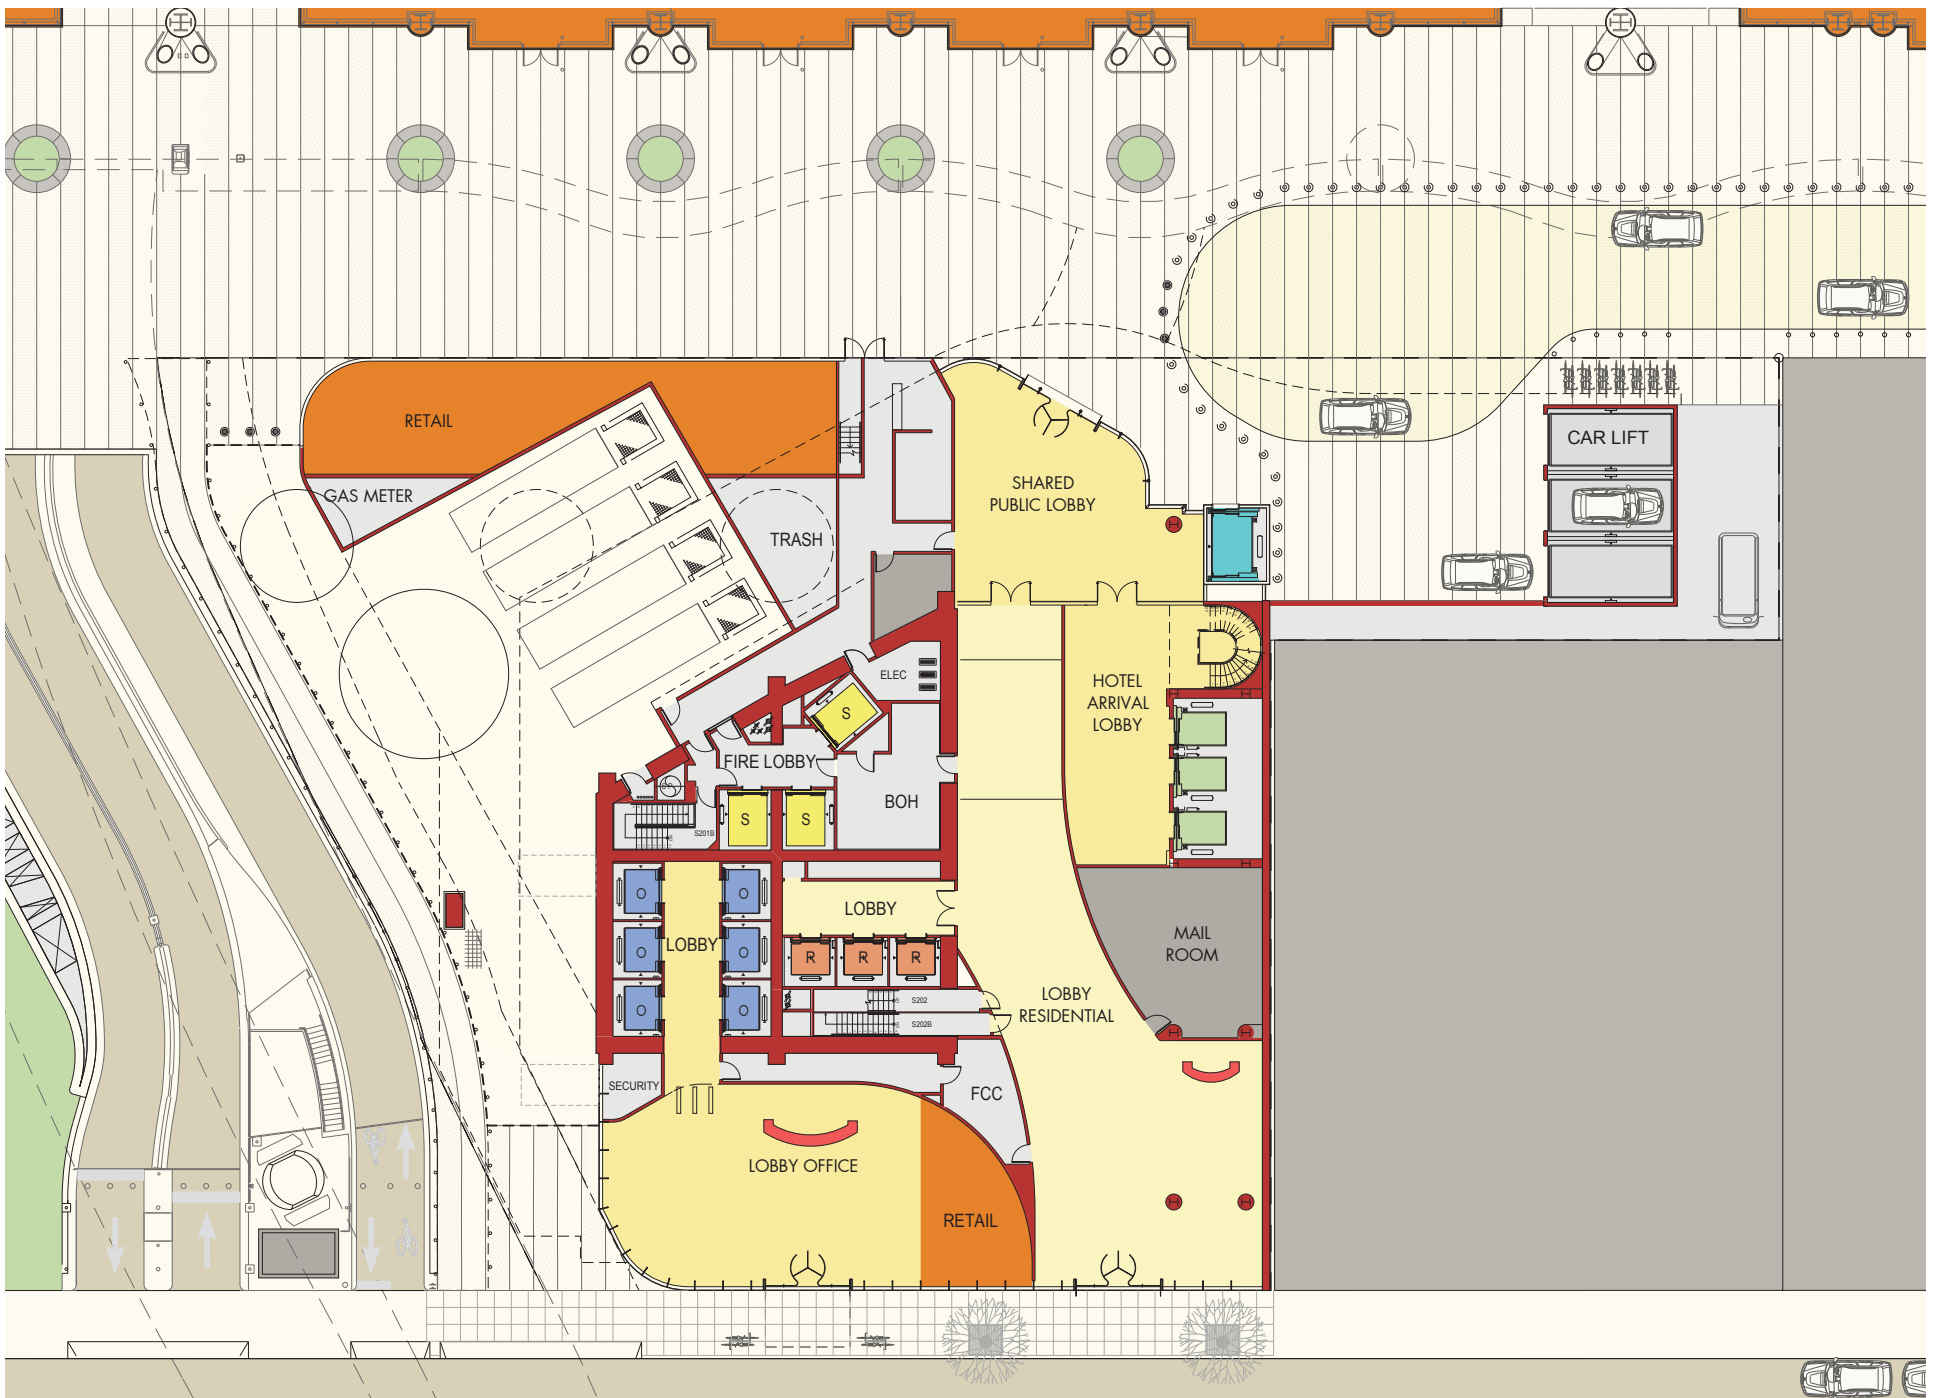 RETAIL
CAR LIFT
GAS METER
SHARED
PUBLIC LOBBY
TRASH
ELEC
HOTEL
ARRIVAL
LOBBY
S
FIRE LOBBY
BOH
S
S
S201B
LOBBY
LOBBY
MAIL
ROOM
R
R
R
LOBBY
RESIDENTIAL
S202
S202B
SECURITY
FCC
LOBBY OFFICE
RETAIL